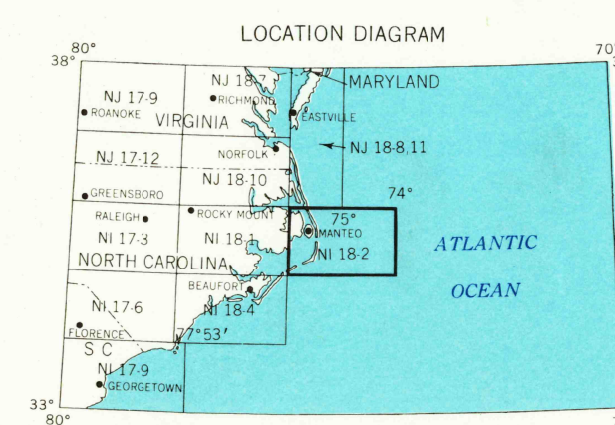 LOCATION DIAGRAM
80°
70
38°
NJ 18-7
MARYLAND
NJ 17-9
RICHMOND
ROANOKE
VIRGINIA
EASTVILLE
NORFOLK
NJ 18-8,11
NJ 17-12
NJ 18-10
74°
GREENSBORO
ROCKY MOUNT
75°
RALEIGH
MANTEO
NI 17-3
NI 18-1
NI 18-2
ATLANTIC
NORTH CAROLINA
BEAUFORT
OCEAN
NI 17-6
NI 18-4
FLORENCE
77°53'
S C
NI 17-9
GEORGETOWN
33°
80°